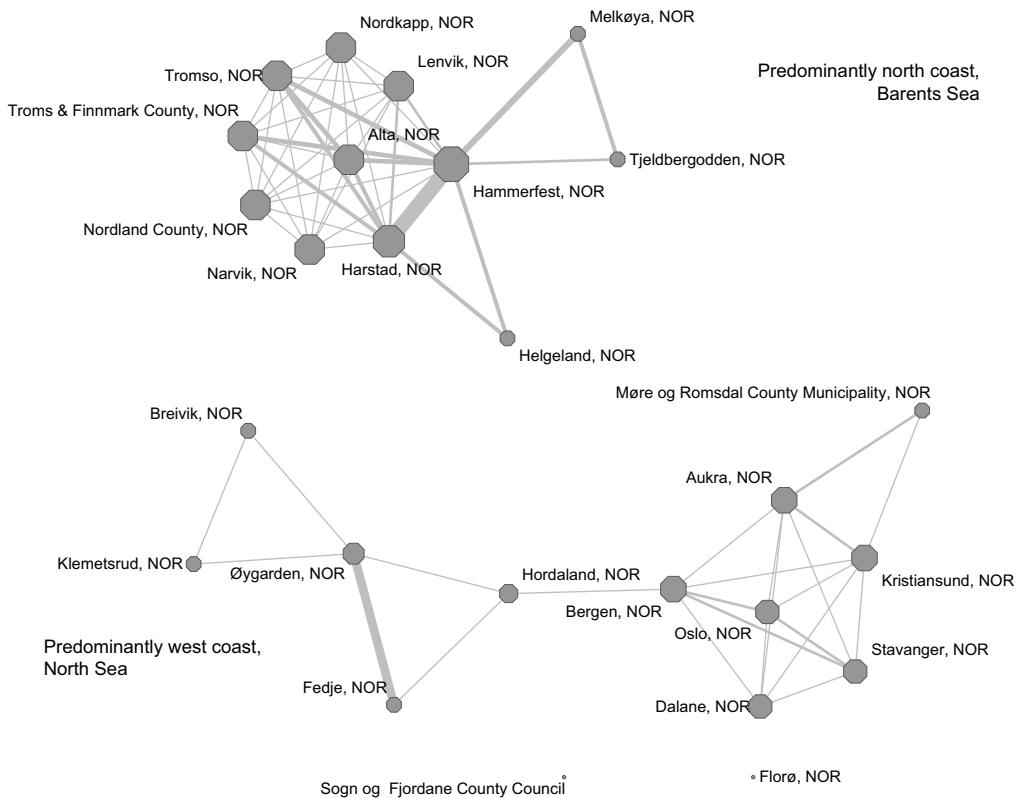 Melkøya, NOR
Nordkapp, NOR
Lenvik, NOR
Tromso, NOR
Predominantly north coast,
Barents Sea
Troms & Finnmark County, NOR
Alta, NOR
Tjeldbergodden, NOR
Hammerfest, NOR
Nordland County, NOR
Narvik, NOR
Harstad, NOR
Helgeland, NOR
Møre og Romsdal County Municipality, NOR
Breivik, NOR
Aukra, NOR
Klemetsrud, NOR
Øygarden, NOR
Hordaland, NOR
Kristiansund, NOR
Bergen, NOR
Oslo, NOR
Predominantly west coast,
North Sea
Stavanger, NOR
Fedje, NOR
Dalane, NOR
Sogn og Fjordane County Council
Florø, NOR